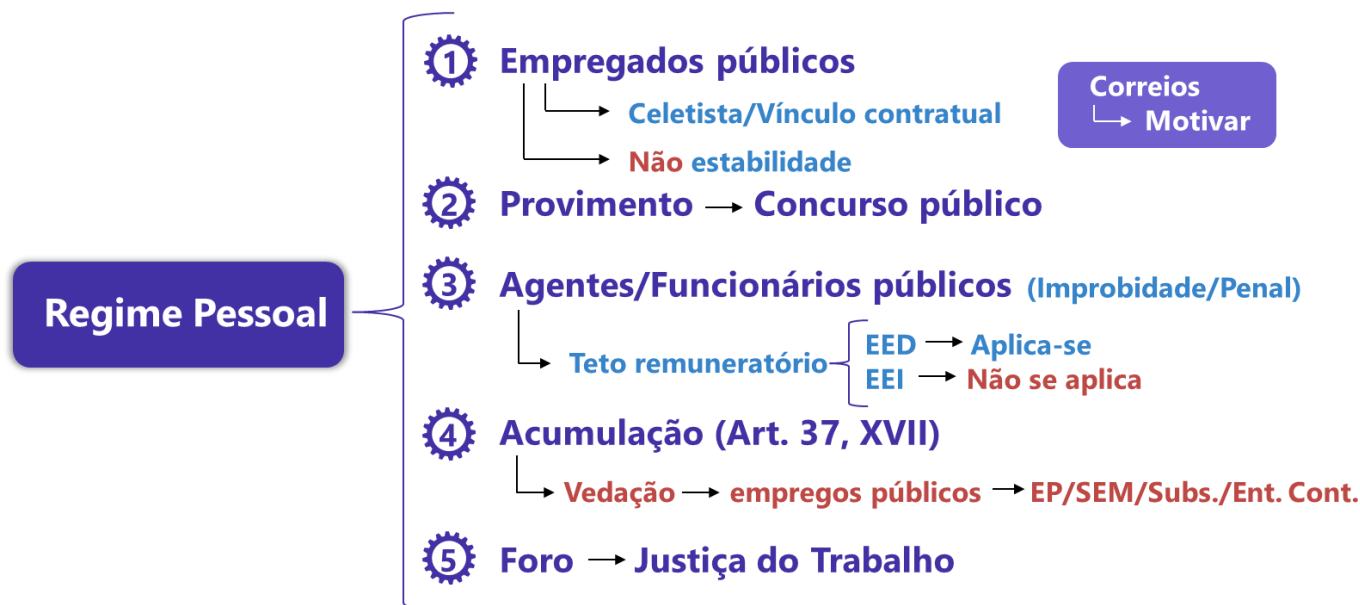 Regime Pessoal
1 Empregados públicos
Celetista/Vínculo contratual
Não estabilidade
Correios
Motivar
2 Provimento → Concurso público
3 Agentes/Funcionários públicos (Improbidade/Penal)
Teto remuneratório
EED → Aplica-se
EEI → Não se aplica
4 Acumulação (Art. 37, XVII)
Vedação → empregos públicos → EP/SEM/Subs./Ent. Cont.
5 Foro → Justiça do Trabalho